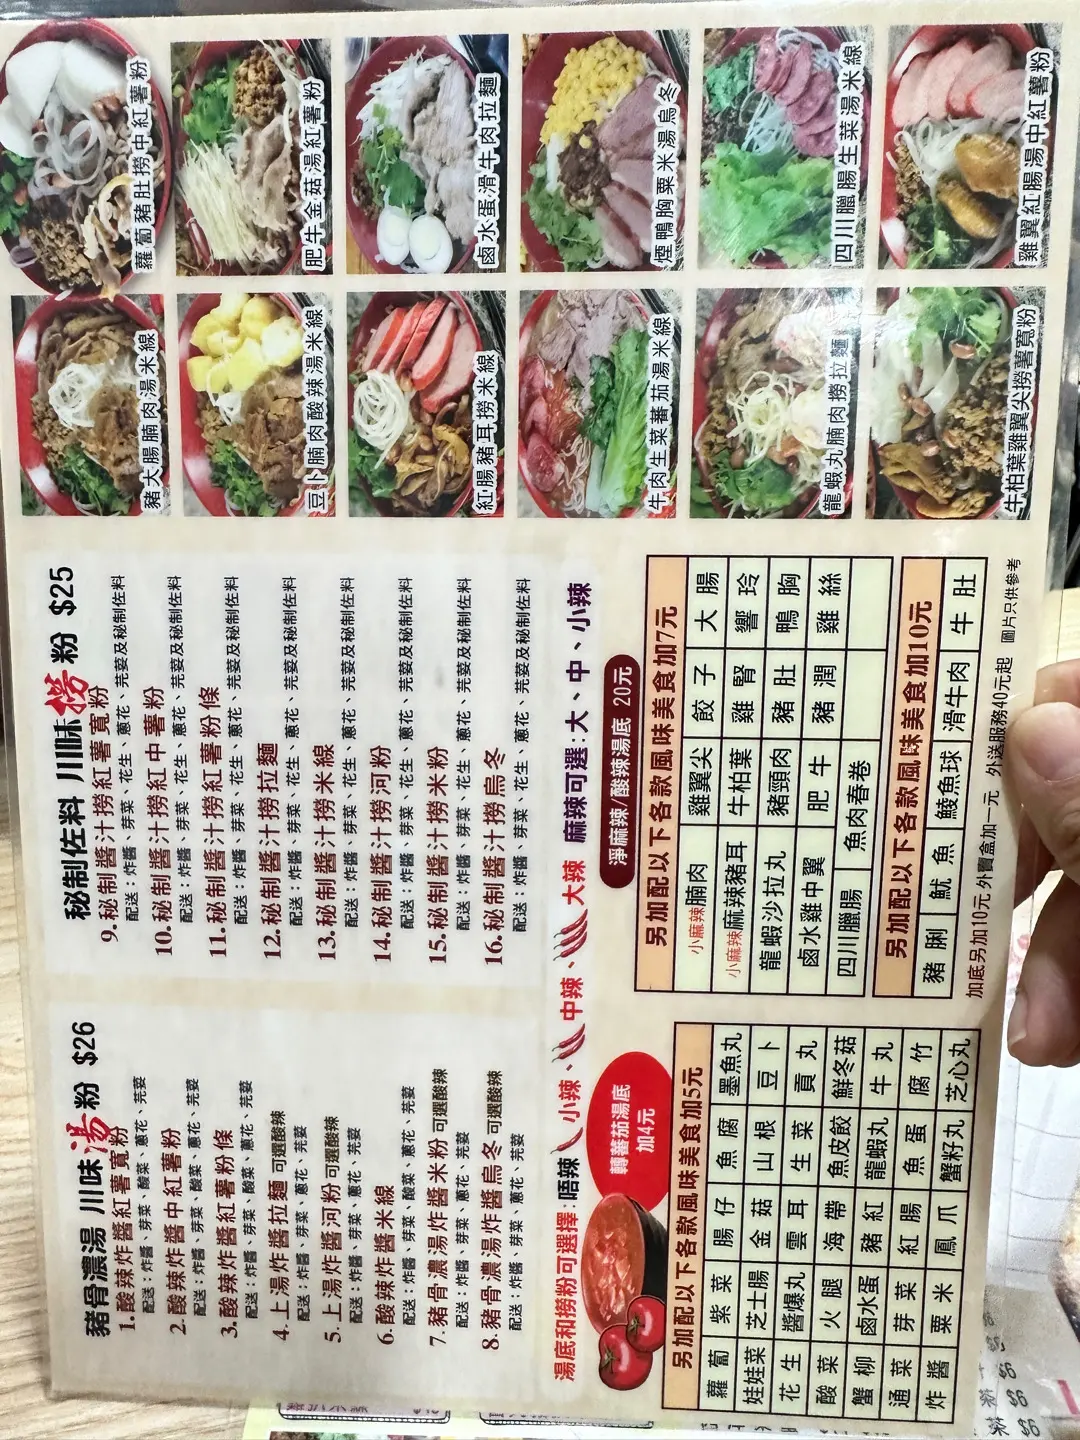 豬骨濃湯 川味湯粉 $26
1. 酸辣炸醬紅薯寬粉
配送：炸醬、芽菜、酸菜、蔥花、芫荽
2. 酸辣炸醬中紅薯粉
配送：炸醬、芽菜、酸菜、蔥花、芫荽
3. 酸辣炸醬紅薯粉條
配送：炸醬、芽菜、酸菜、蔥花、芫荽
4. 上湯炸醬拉麵 可選酸辣
配送：炸醬、芽菜、蔥花、芫荽
5. 上湯炸醬河粉 可選酸辣
配送：炸醬、芽菜、蔥花、芫荽
6. 酸辣炸醬米線
配送：炸醬、芽菜、酸菜、蔥花、芫荽
7. 豬骨濃湯炸醬米粉 可選酸辣
配送：炸醬、芽菜、蔥花、芫荽
8. 豬骨濃湯炸醬烏冬 可選酸辣
配送：炸醬、芽菜、蔥花、芫荽
秘制佐料 川味撈粉 $25
9. 秘制醬汁撈紅薯寬粉
配送：炸醬、芽菜、花生、蔥花、芫荽及秘制佐料
10. 秘制醬汁撈紅中薯粉
配送：炸醬、芽菜、花生、蔥花、芫荽及秘制佐料
11. 秘制醬汁撈紅薯粉條
配送：炸醬、芽菜、花生、蔥花、芫荽及秘制佐料
12. 秘制醬汁撈拉麵
配送：炸醬、芽菜、花生、蔥花、芫荽及秘制佐料
13. 秘制醬汁撈米線
配送：炸醬、芽菜、花生、蔥花、芫荽及秘制佐料
14. 秘制醬汁撈河粉
配送：炸醬、芽菜、花生、蔥花、芫荽及秘制佐料
15. 秘制醬汁撈米粉
配送：炸醬、芽菜、花生、蔥花、芫荽及秘制佐料
16. 秘制醬汁撈烏冬
配送：炸醬、芽菜、花生、蔥花、芫荽及秘制佐料
湯底和撈粉可選擇:唔辣、小辣、中辣、大辣 麻辣可選:大、中、小辣
轉蕃茄湯底
加4元
淨麻辣/酸辣湯底 20元
另加配以下各款風味美食加5元
蘿蔔 紫菜 腸仔 魚腐 墨魚丸
娃娃菜 芝士腸 金菇 山根 豆卜
花生 醬爆丸 雲耳 生菜 貢丸
酸菜 火腿 海帶 魚皮餃 鮮冬菇
蟹柳 鹵水蛋 豬紅 龍蝦丸 牛丸
通菜 芽菜 紅腸 魚蛋 腐竹
炸醬 粟米 鳳爪 蟹籽丸 芝心丸
另加配以下各款風味美食加7元
小麻辣腩肉 雞翼尖 餃子 大腸
小麻辣麻辣豬耳 牛柏葉 雞腎 響玲
龍蝦沙拉丸 豬頸肉 豬肚 鴨胸
鹵水雞中翼 肥牛 豬潤 雞絲
四川臘腸 魚肉春卷
另加配以下各款風味美食加10元
豬脷 魷魚 鯪魚球 滑牛肉 牛肚
加底另加10元 外賣盒加一元 外送服務40元起 圖片只供參考
豬大腸腩肉湯米線
蘿蔔豬肚撈中紅薯粉
豆卜腩肉酸辣湯米線
肥牛金菇湯紅薯粉
紅腸豬耳撈米線
鹵水蛋滑牛肉拉麵
牛肉生菜蕃茄湯米線
煙鴨胸粟米湯烏冬
龍蝦丸腩肉撈拉麵
四川臘腸生菜湯米線
牛柏葉雞翼尖撈薯寬粉
雞翼紅腸湯中紅薯粉